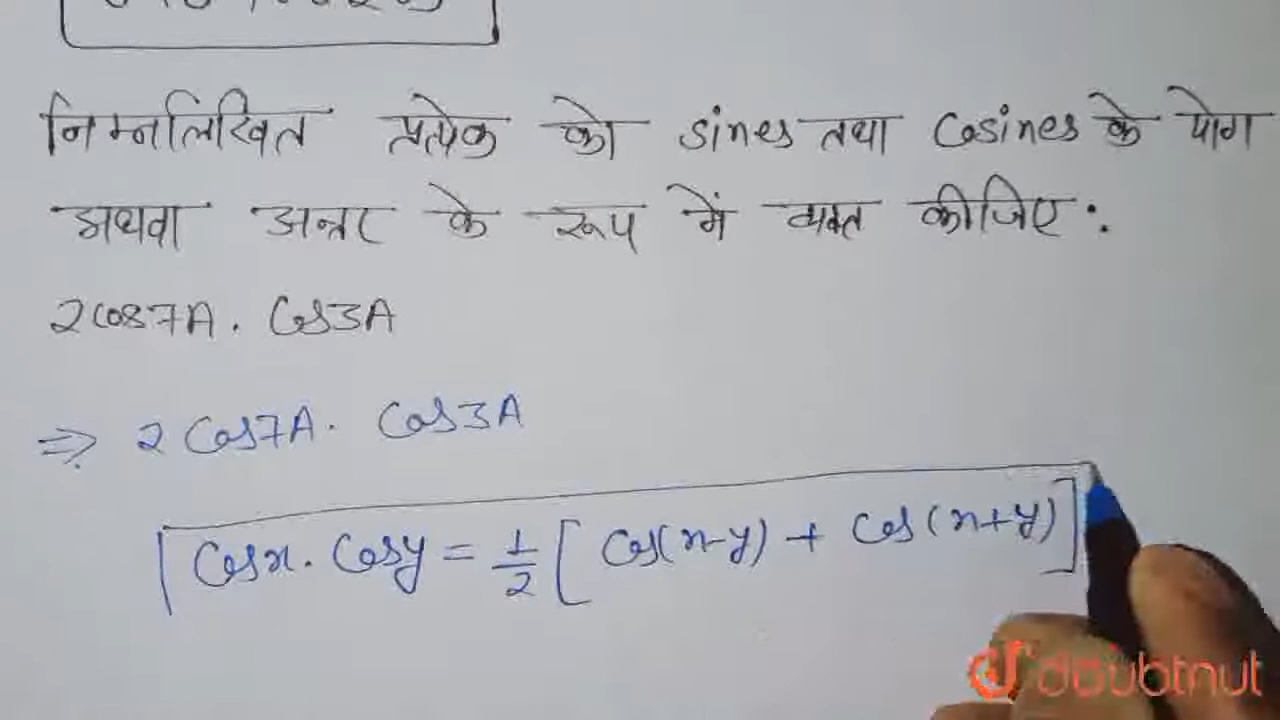 निम्नलिखित प्रत्येक को sines तथा Cosines के योग
अथवा अन्तर के रूप में व्यक्त कीजिए:
2cos7A. Cos3A
⇒ 2 Cos7A. Cos3A
Cosx. Cosy = 1/2 [ Cos(x-y) + Cos(x+y) ]
doubtnut